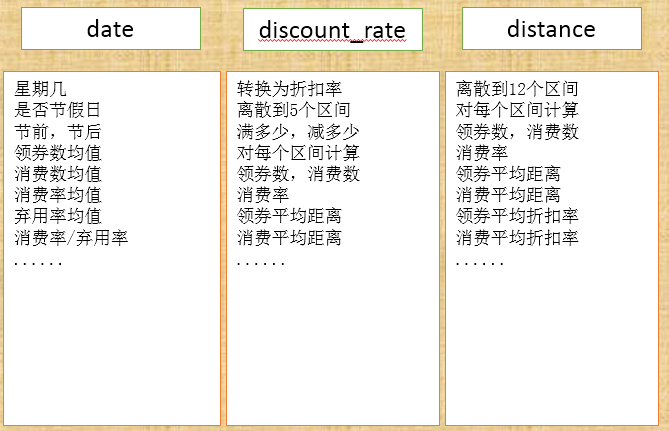 date
discount_rate
distance
星期几
是否节假日
节前，节后
领券数均值
消费数均值
消费率均值
弃用率均值
消费率/弃用率
......
转换为折扣率
离散到5个区间
满多少，减多少
对每个区间计算
领券数，消费数
消费率
领券平均距离
消费平均距离
......
离散到12个区间
对每个区间计算
领券数，消费数
消费率
领券平均距离
消费平均距离
领券平均折扣率
消费平均折扣率
......